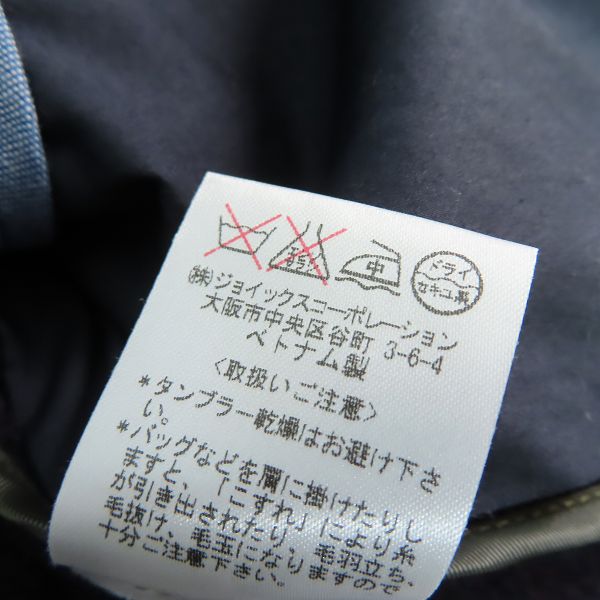 エンソ
サラシ
中
ドライ
セキユ系
㈱ジョイックスコーポレーション
大阪市中央区谷町 3-6-4
ベトナム製
〈取扱いご注意〉
*タンブラー乾燥はお避け下さ
い。
*バッグなどを肩に掛けたりし
ますと、「こすれ」により糸
が引き出されたり、毛羽立ち、
毛抜け、毛玉になりますので
十分ご注意下さい。